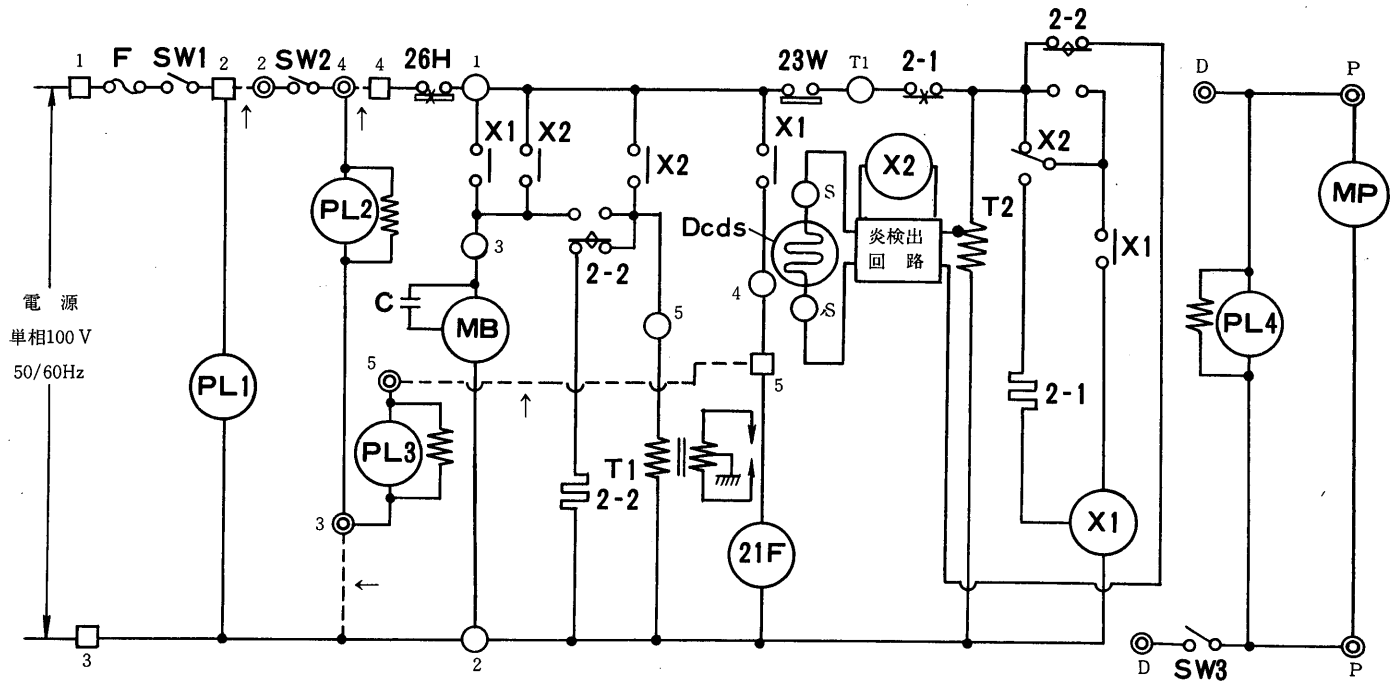 2-2
1
F
SW1
2
2
SW2
4
4
26H
1
23W
T1
2-1
D
P
X1
X2
X2
X1
S
X2
X2
T2
X1
MP
PL2
3
2-2
Dcds
炎検出
回路
4
S
電源
単相100V
50/60Hz
C
MB
5
PL4
PL1
5
5
2-1
PL3
T1
2-2
3
21F
X1
3
2
D
SW3
P